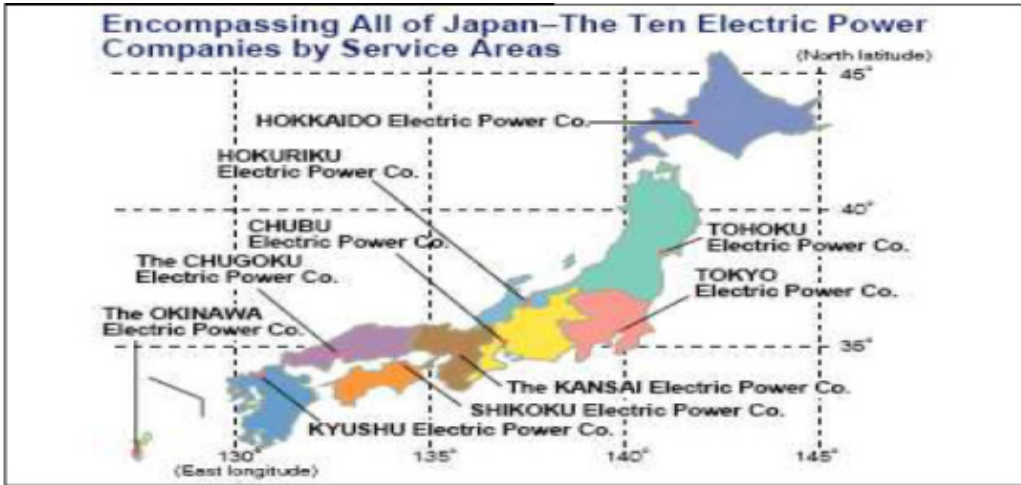 Encompassing All of Japan–The Ten Electric Power
Companies by Service Areas
(North latitude)
45°
HOKKAIDO Electric Power Co.
HOKURIKU
Electric Power Co.
40°
CHUBU
Electric Power Co.
TOHOKU
Electric Power Co.
The CHUGOKU
Electric Power Co.
TOKYO
Electric Power Co.
The OKINAWA
Electric Power Co.
35°
The KANSAI Electric Power Co.
SHIKOKU Electric Power Co.
KYUSHU Electric Power Co.
130°
135°
140°
145°
(East longitude)